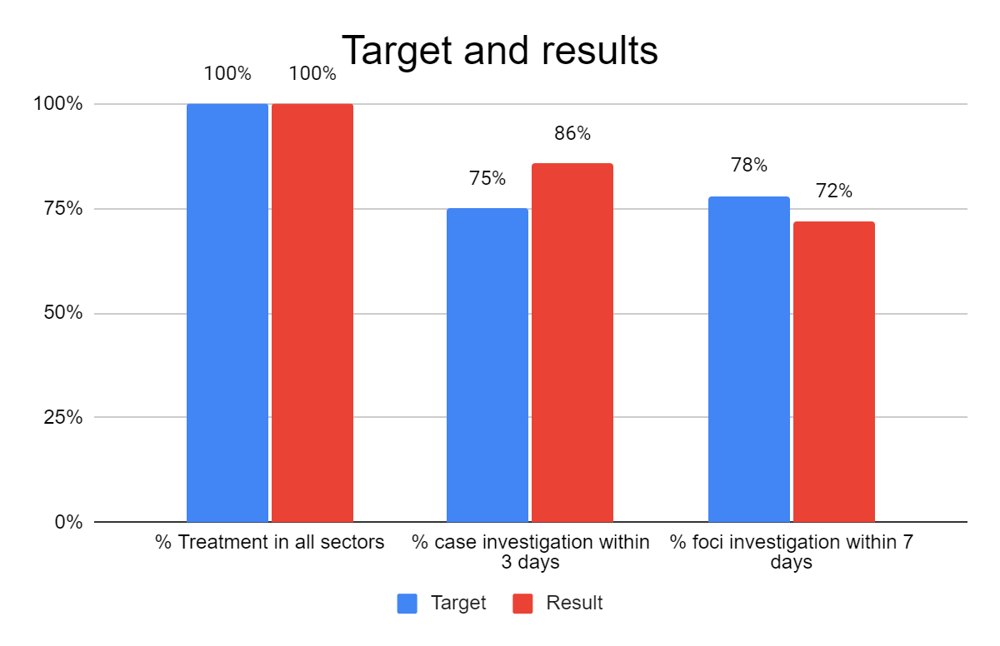 Target and results
100% 100%
100%
86%
75%
78%
72%
75%
50%
25%
0%
% Treatment in all sectors
% case investigation within
3 days
% foci investigation within 7
days
Target Result